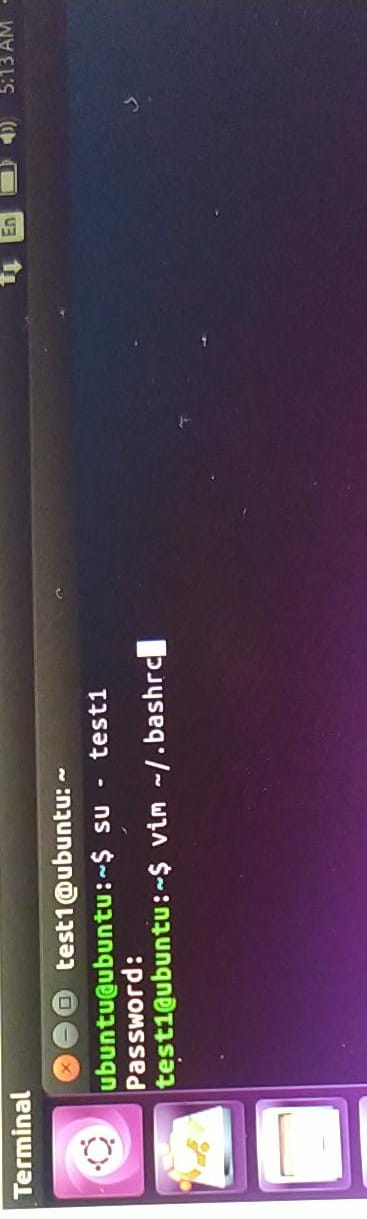 Terminal
En
5:13 AM
test1@ubuntu: ~
ubuntu@ubuntu:~$ su - test1
Password:
test1@ubuntu:~$ vim ~/.bashrc